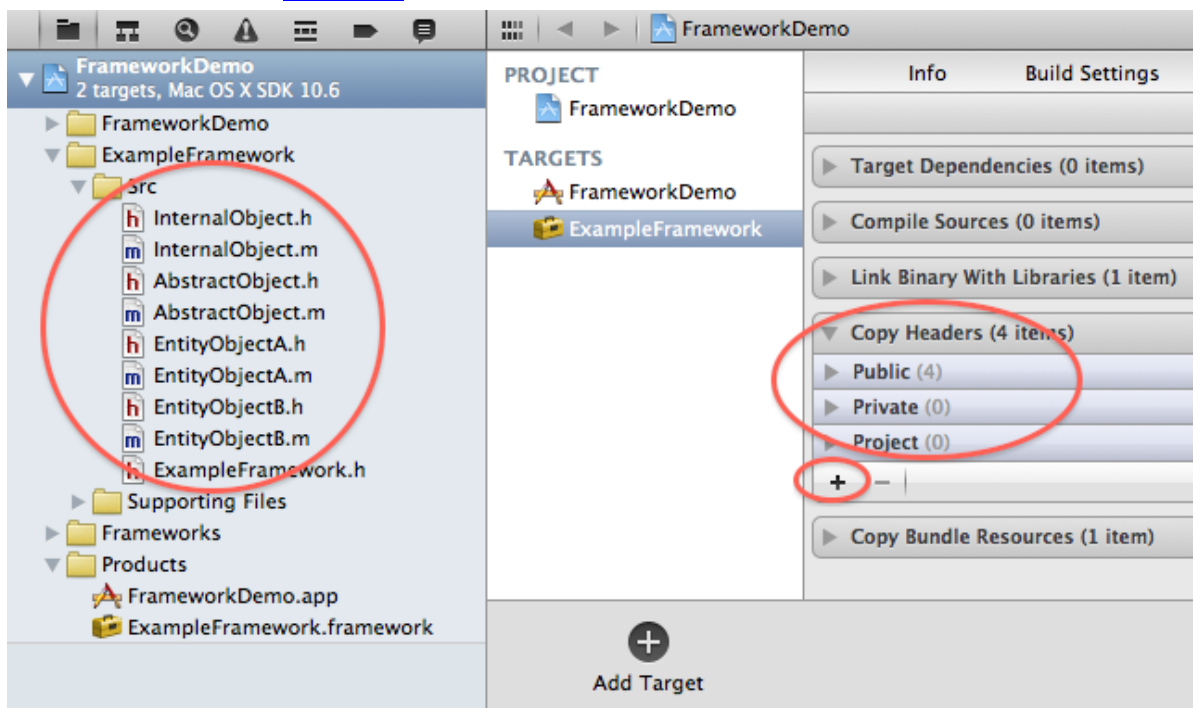 FrameworkDemo
2 targets, Mac OS X SDK 10.6
FrameworkDemo
ExampleFramework
Src
h InternalObject.h
m InternalObject.m
h AbstractObject.h
m AbstractObject.m
h EntityObjectA.h
m EntityObjectA.m
h EntityObjectB.h
m EntityObjectB.m
h ExampleFramework.h
Supporting Files
Frameworks
Products
FrameworkDemo.app
ExampleFramework.framework
FrameworkDemo
PROJECT
FrameworkDemo
TARGETS
FrameworkDemo
ExampleFramework
Add Target
Info Build Settings
Target Dependencies (0 items)
Compile Sources (0 items)
Link Binary With Libraries (1 item)
Copy Headers (4 items)
Public (4)
Private (0)
Project (0)
+ −
Copy Bundle Resources (1 item)